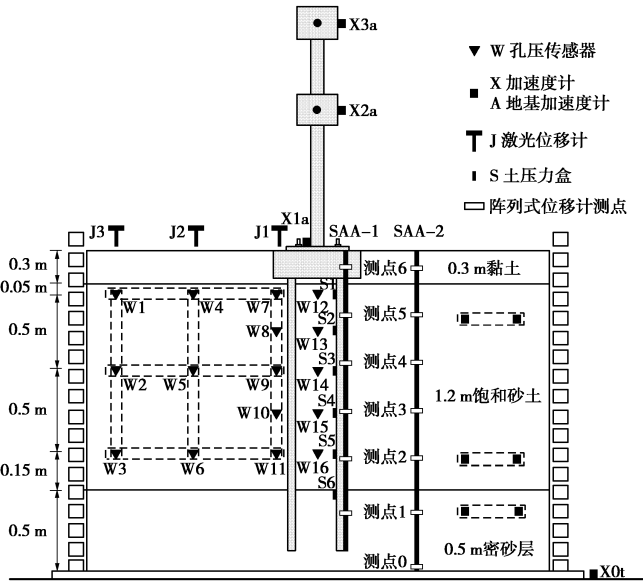 X3a
X2a
W 孔压传感器
X 加速度计
A 地基加速度计
J 激光位移计
S 土压力盒
阵列式位移计测点
J3
J2
J1
X1a
SAA-1
SAA-2
0.3 m
测点6
0.3 m黏土
0.05 m
S1
W1
W4
W7
W12
0.5 m
S2
测点5
W8
W13
S3
测点4
W2
W5
W9
W14
1.2 m饱和砂土
0.5 m
S4
测点3
W10
W15
S5
测点2
0.15 m
W3
W6
W11
W16
S6
0.5 m
测点1
0.5 m密砂层
测点0
X0t